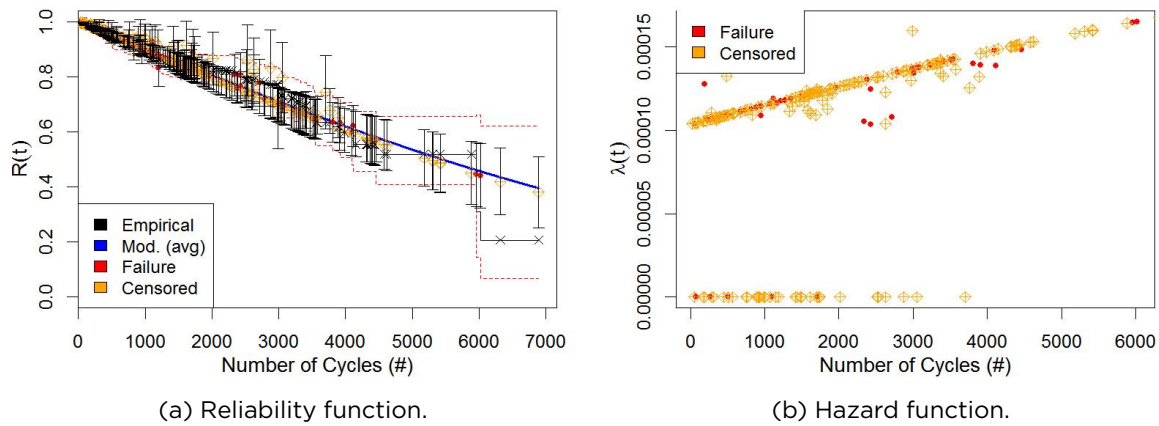 1.0
0.8
0.6
0.4
0.2
0.0
R(t)
Empirical
Mod. (avg)
Failure
Censored
0 1000 2000 3000 4000 5000 6000 7000
Number of Cycles (#)
(a) Reliability function.
0.00015
0.00010
0.00005
0.00000
λ(t)
Failure
Censored
0 1000 2000 3000 4000 5000 6000
Number of Cycles (#)
(b) Hazard function.